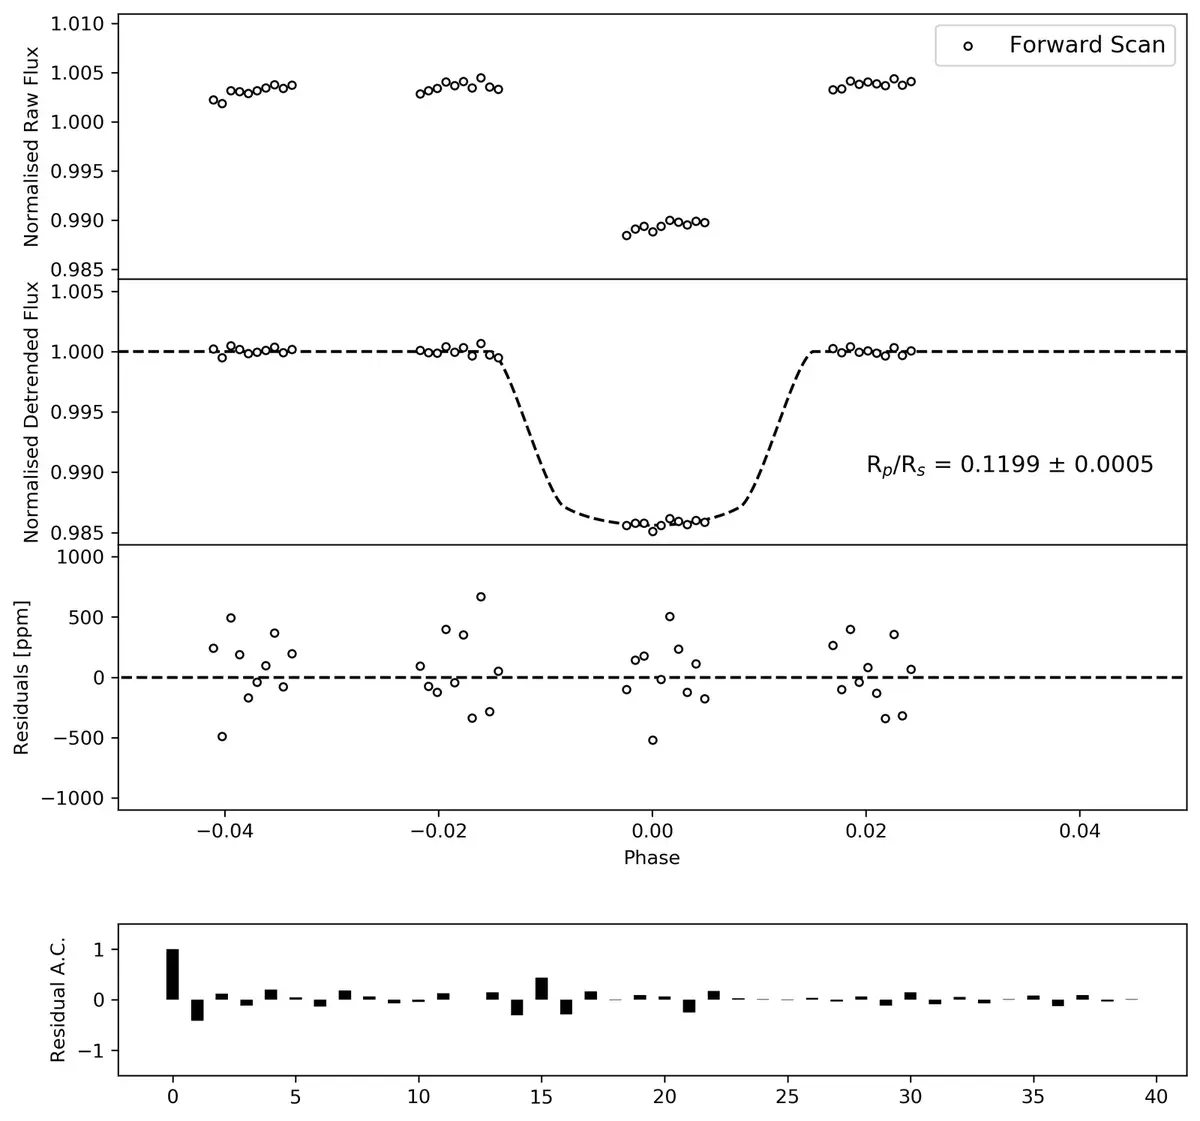 Normalised Raw Flux
1.010
1.005
1.000
0.995
0.990
0.985
Forward Scan
Normalised Detrended Flux
1.005
1.000
0.995
0.990
0.985
Rₚ/Rₛ = 0.1199 ± 0.0005
Residuals [ppm]
1000
500
0
−500
−1000
−0.04 −0.02 0.00 0.02 0.04
Phase
Residual A.C.
1
0
−1
0 5 10 15 20 25 30 35 40